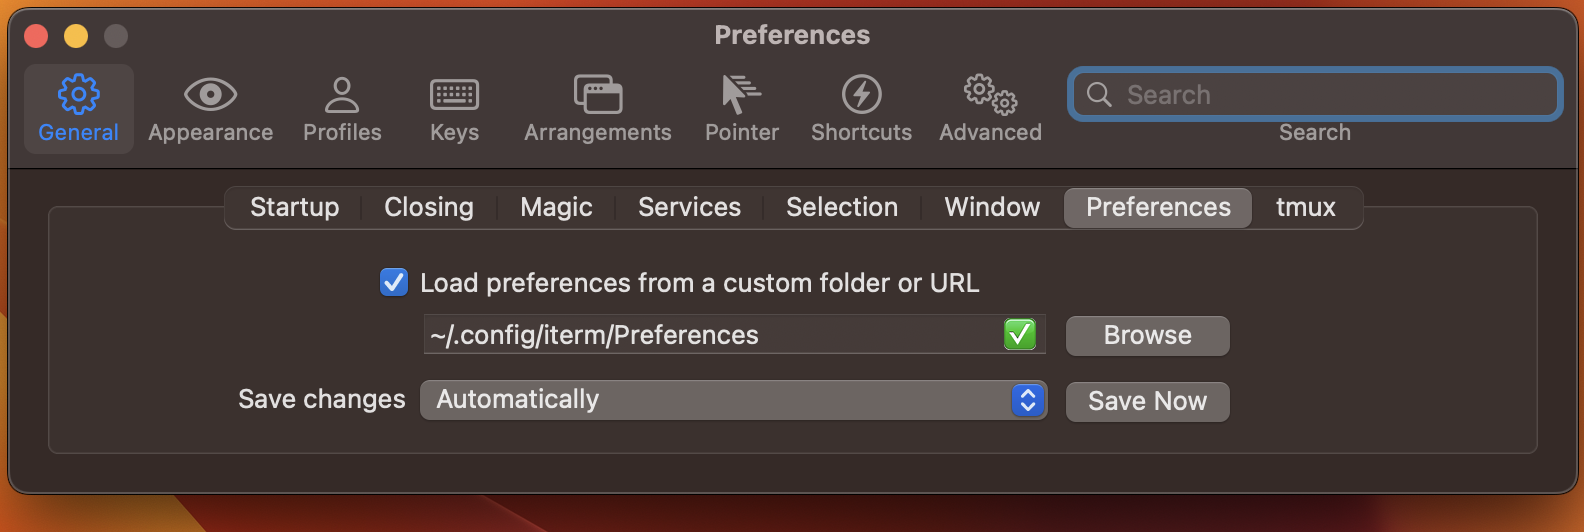 Preferences
General Appearance Profiles Keys Arrangements Pointer Shortcuts Advanced Search
Search
Startup Closing Magic Services Selection Window Preferences tmux
Load preferences from a custom folder or URL
~/.config/iterm/Preferences Browse
Save changes Automatically Save Now